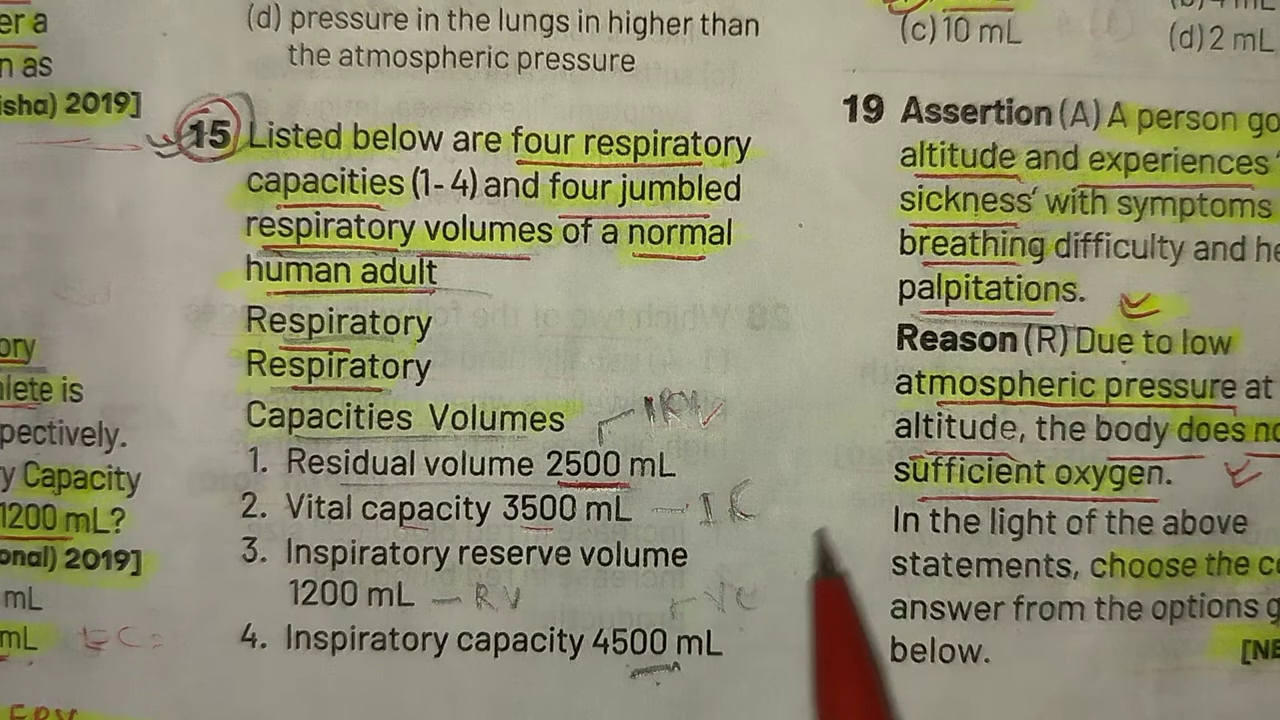 er a
n as
isha) 2019]
ory
lete is
pectively.
y Capacity
1200 mL?
onal) 2019]
mL
mL
ERV
(d) pressure in the lungs in higher than
the atmospheric pressure
15 Listed below are four respiratory
capacities (1-4) and four jumbled
respiratory volumes of a normal
human adult
Respiratory
Respiratory
Capacities Volumes IRV
1. Residual volume 2500 mL
2. Vital capacity 3500 mL – IC
3. Inspiratory reserve volume
1200 mL – RV VC
4. Inspiratory capacity 4500 mL
(c) 10 mL
(d) 2 mL
19 Assertion (A) A person go
altitude and experiences '
sickness' with symptoms
breathing difficulty and he
palpitations.
Reason (R) Due to low
atmospheric pressure at
altitude, the body does no
sufficient oxygen.
In the light of the above
statements, choose the co
answer from the options g
below.
[NE